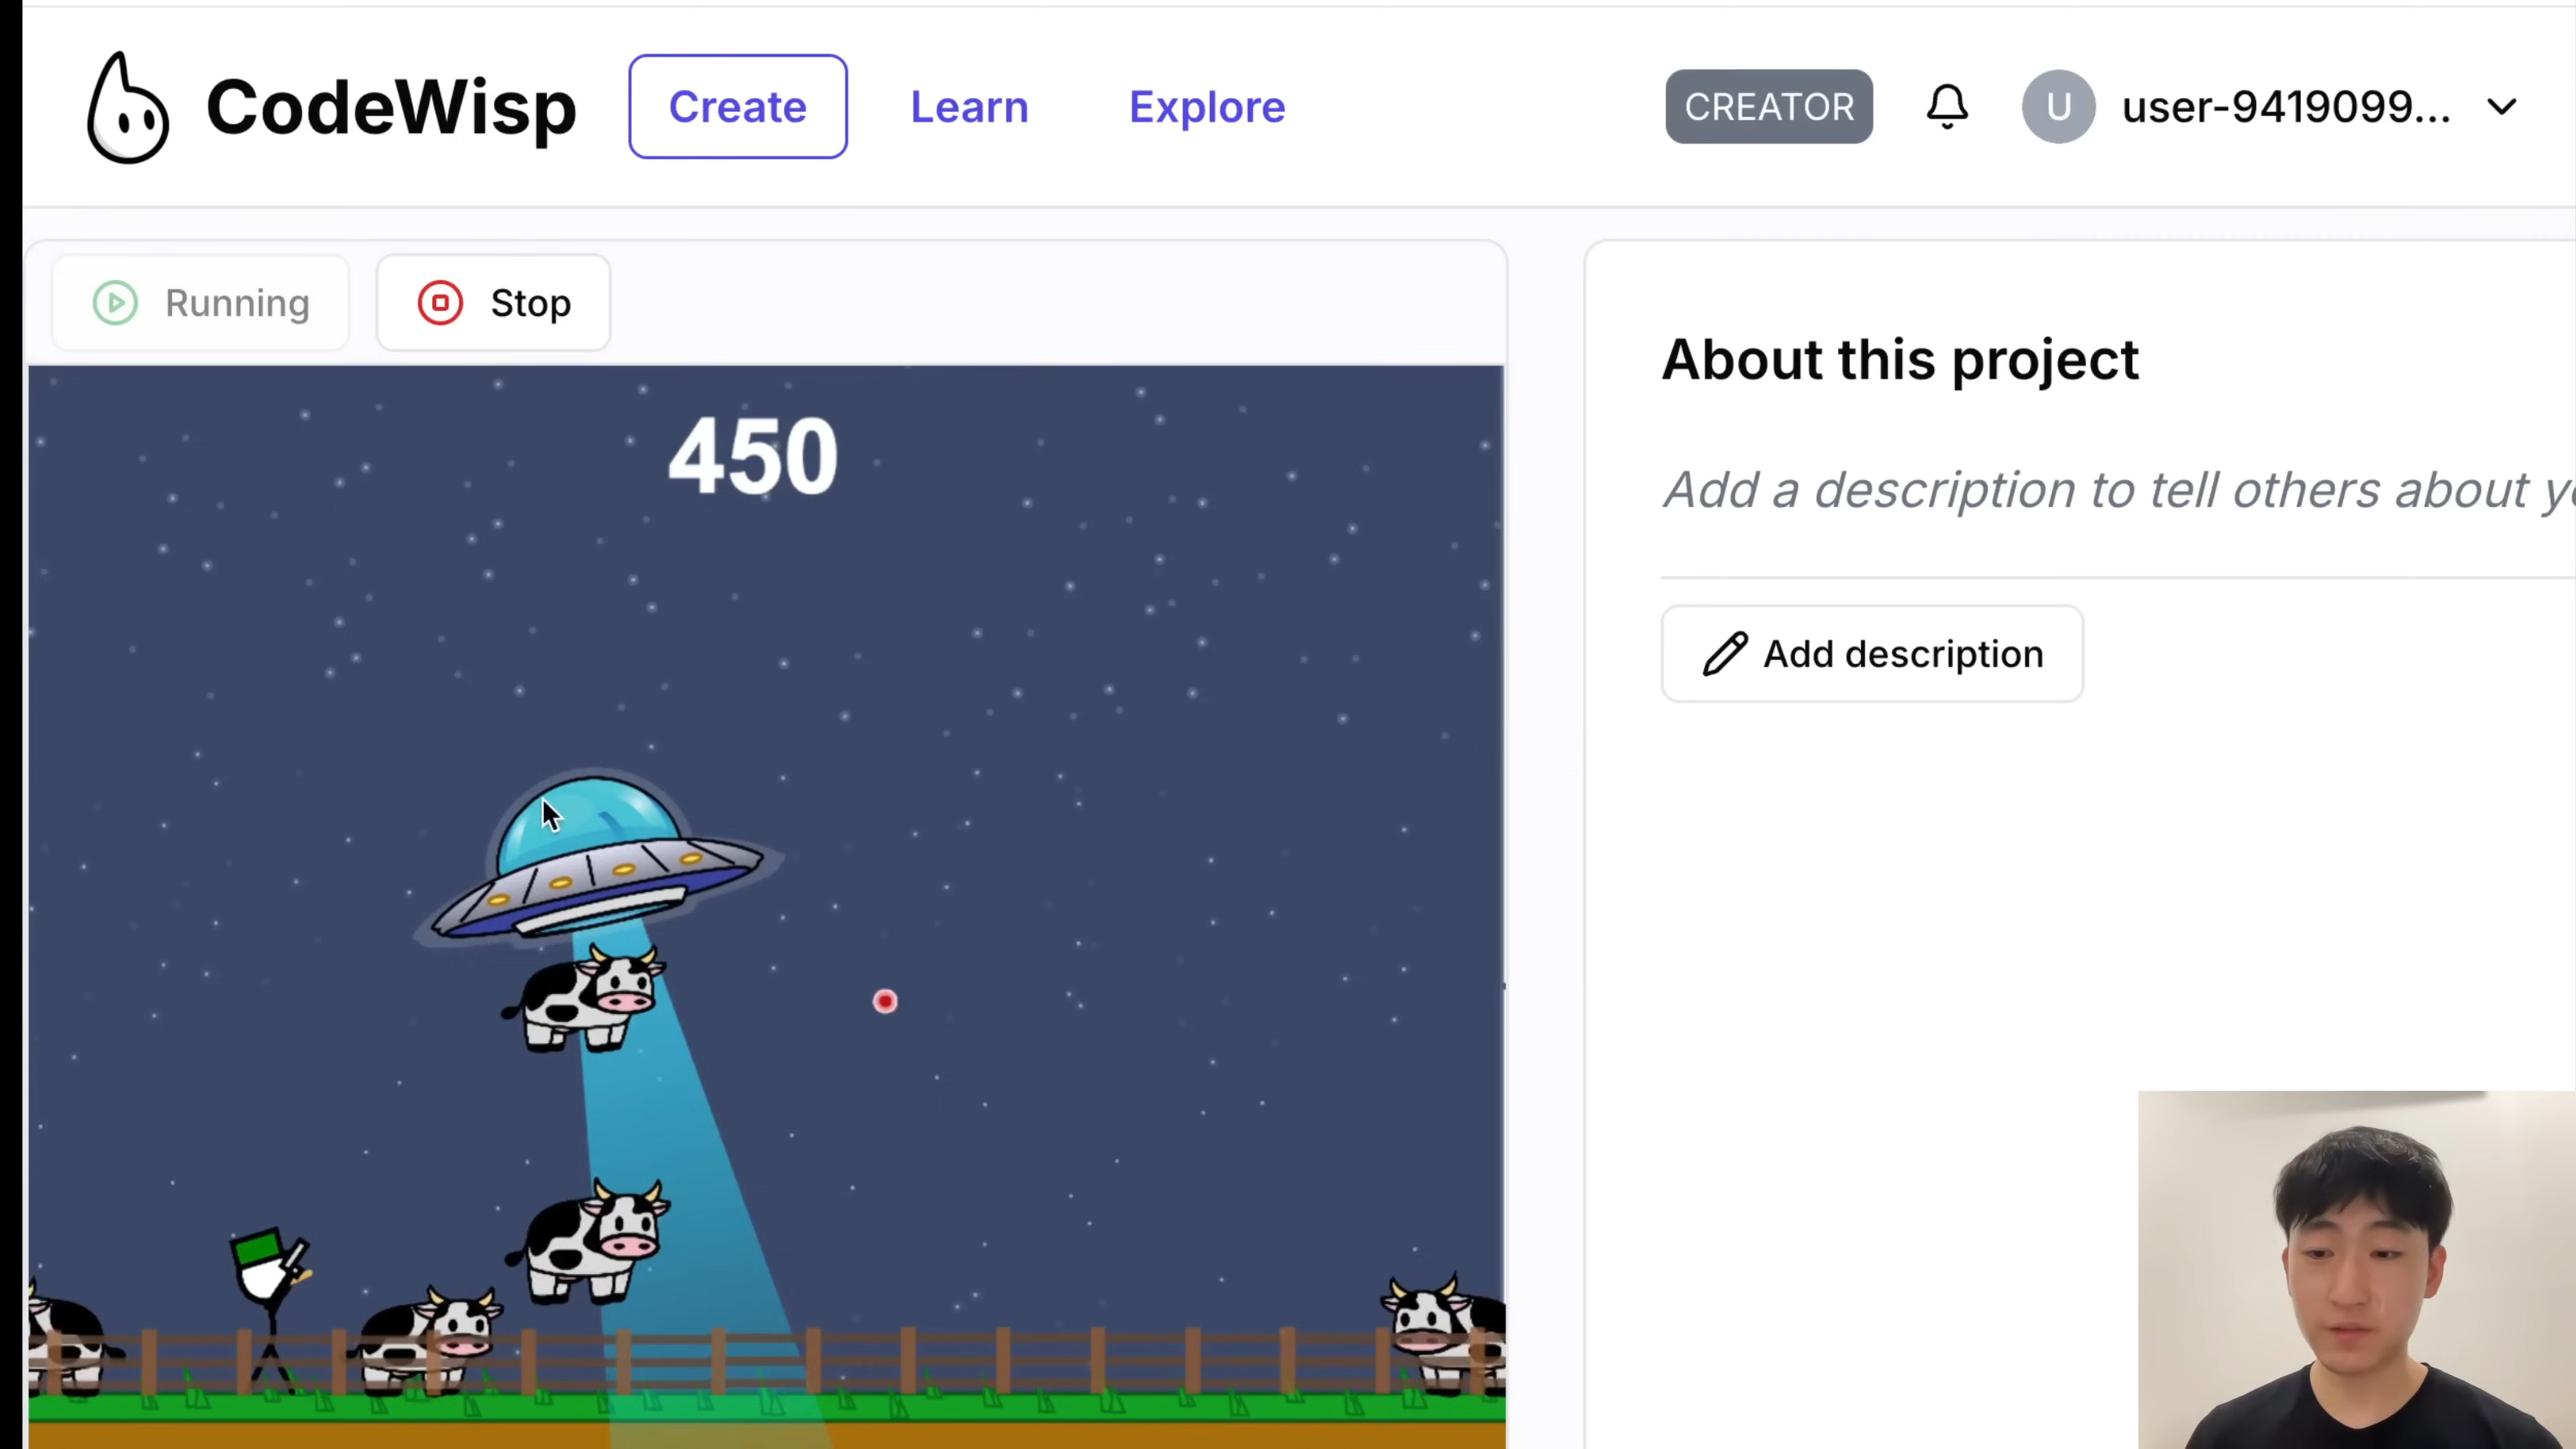 CodeWisp
Create
Learn
Explore
CREATOR
U
user-9419099...
Running
Stop
450
About this project
Add a description to tell others about
Add description